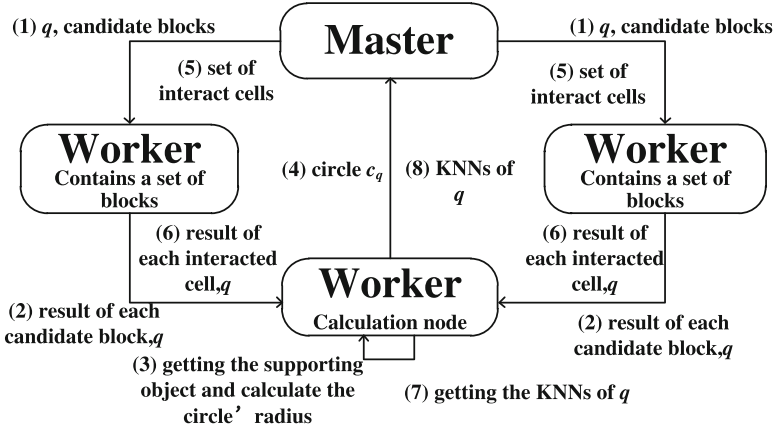 (1) q, candidate blocks
Master
(1) q, candidate blocks
(5) set of
interact cells
(5) set of
interact cells
Worker
Contains a set of
blocks
(4) circle cq
(8) KNNs of
q
Worker
Contains a set of
blocks
(6) result of
each interacted
cell,q
(6) result of
each interacted
cell,q
Worker
Calculation node
(2) result of each
candidate block,q
(2) result of each
candidate block,q
(3) getting the supporting
object and calculate the
circle’ radius
(7) getting the KNNs of q